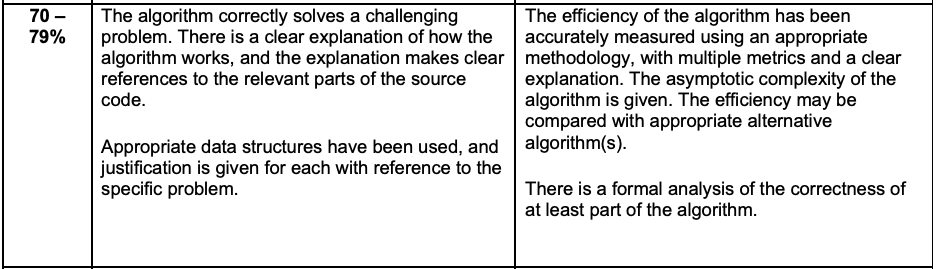 70 –
79%
The algorithm correctly solves a challenging
problem. There is a clear explanation of how the
algorithm works, and the explanation makes clear
references to the relevant parts of the source
code.
Appropriate data structures have been used, and
justification is given for each with reference to the
specific problem.
The efficiency of the algorithm has been
accurately measured using an appropriate
methodology, with multiple metrics and a clear
explanation. The asymptotic complexity of the
algorithm is given. The efficiency may be
compared with appropriate alternative
algorithm(s).
There is a formal analysis of the correctness of
at least part of the algorithm.